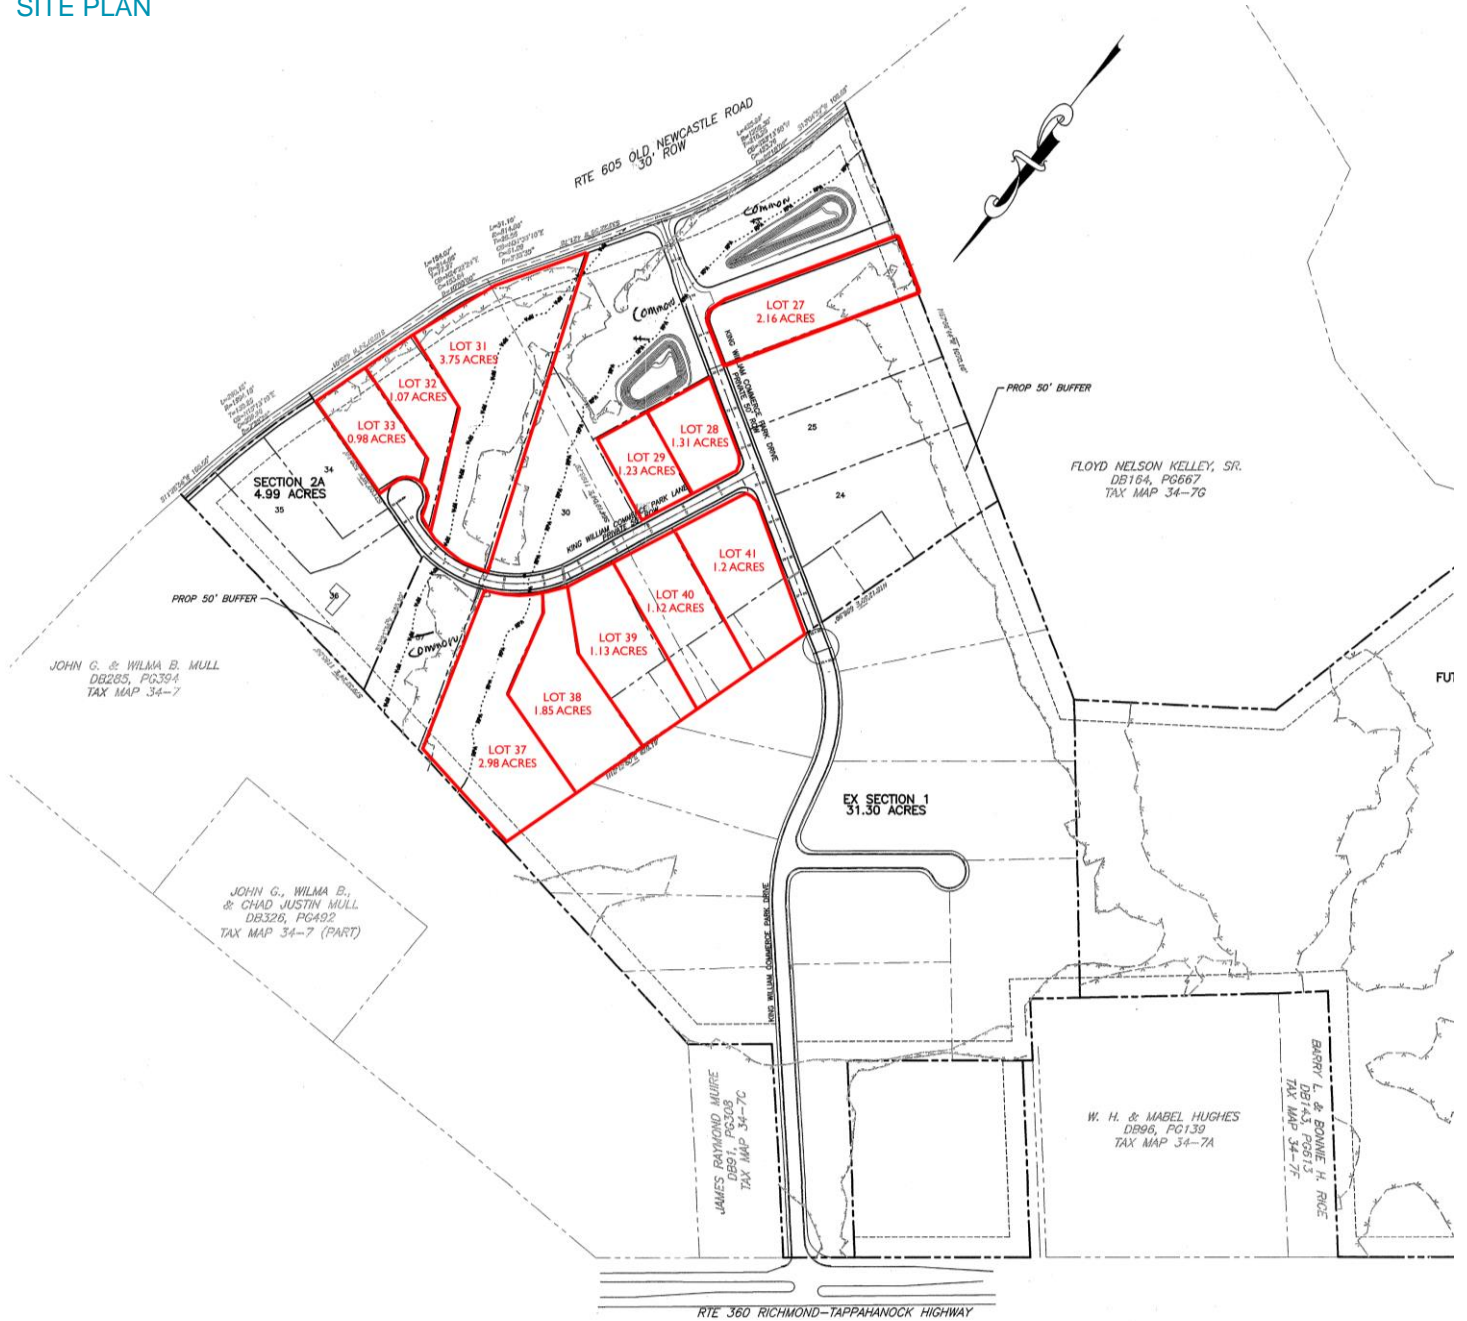 SITE PLAN
RTE 605 OLD NEWCASTLE ROAD
30' ROW
Common
Common
LOT 27
2.16 ACRES
LOT 31
3.75 ACRES
LOT 32
1.07 ACRES
LOT 33
0.98 ACRES
LOT 28
1.31 ACRES
LOT 29
1.23 ACRES
KING WILLIAM COMMERCE PARK DRIVE
PRIVATE 50' ROW
PROP 50' BUFFER
25
24
34
SECTION 2A
4.99 ACRES
35
30
KING WILLIAM COMMERCE PARK LANE
FLOYD NELSON KELLEY, SR.
DB164, PG667
TAX MAP 34-7G
LOT 41
1.2 ACRES
LOT 40
1.12 ACRES
LOT 39
1.13 ACRES
LOT 38
1.85 ACRES
LOT 37
2.98 ACRES
PROP 50' BUFFER
36
Common
JOHN G. & WILMA B. MULL
DB285, PG394
TAX MAP 34-7
EX SECTION 1
31.30 ACRES
JOHN G., WILMA B.,
& CHAD JUSTIN MULL
DB326, PG492
TAX MAP 34-7 (PART)
KING WILLIAM COMMERCE PARK DRIVE
JAMES RAYMOND MUIRE
DB91, PG308
TAX MAP 34-7C
W. H. & MABEL HUGHES
DB96, PG139
TAX MAP 34-7A
BARRY L. & BONNIE H. RICE
DB143, PG613
TAX MAP 34-7F
RTE 360 RICHMOND-TAPPAHANOCK HIGHWAY